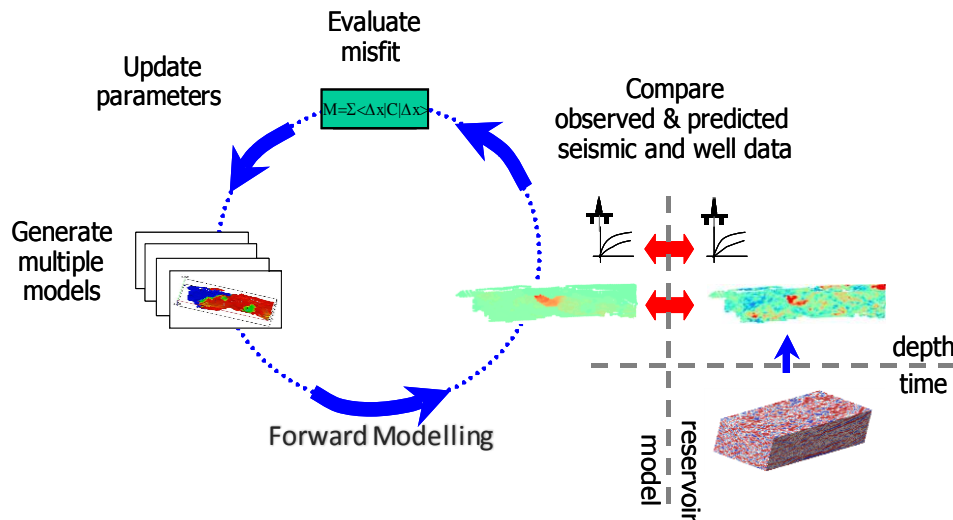 Evaluate
misfit
Update
parameters
M=Σ<Δx|C|Δx>
Compare
observed & predicted
seismic and well data
Generate
multiple
models
depth
time
Forward Modelling
model
reservoir